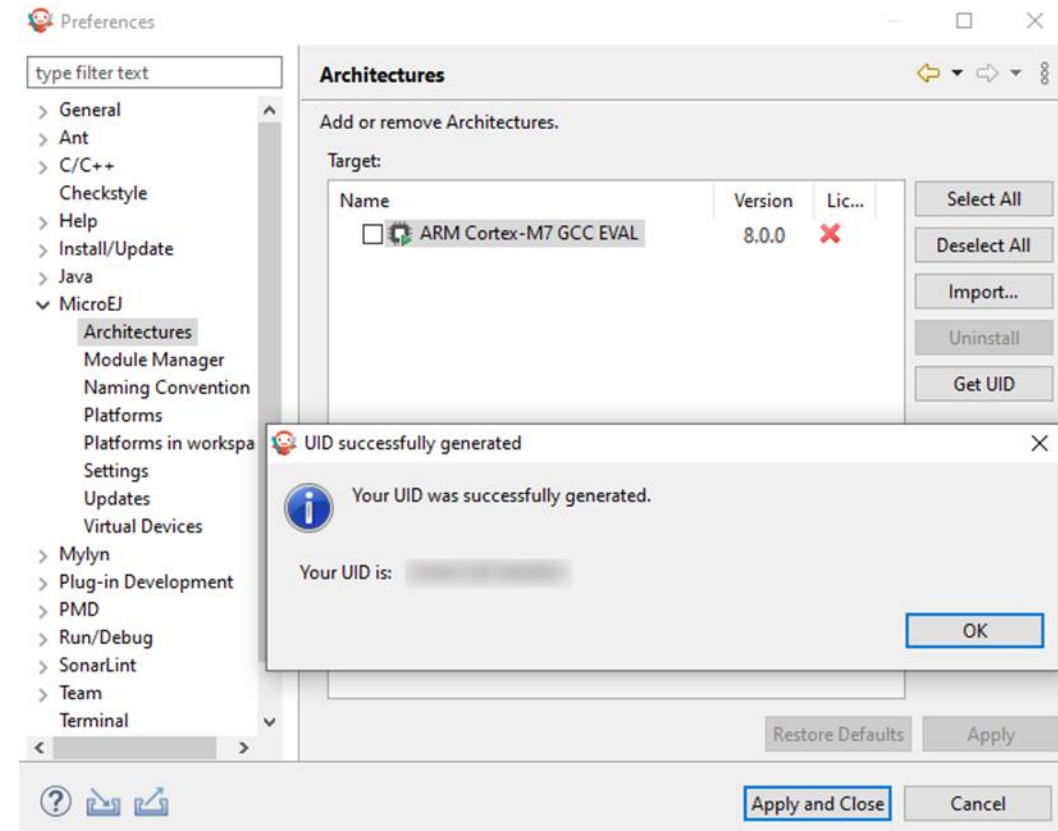 Preferences
type filter text
General
Ant
C/C++
Checkstyle
Help
Install/Update
Java
MicroEJ
Architectures
Module Manager
Naming Convention
Platforms
Platforms in workspa
Settings
Updates
Virtual Devices
Mylyn
Plug-in Development
PMD
Run/Debug
SonarLint
Team
Terminal
Architectures
Add or remove Architectures.
Target:
Name Version Lic...
ARM Cortex-M7 GCC EVAL 8.0.0
Select All
Deselect All
Import...
Uninstall
Get UID
UID successfully generated
Your UID was successfully generated.
Your UID is:
OK
Restore Defaults Apply
Apply and Close Cancel